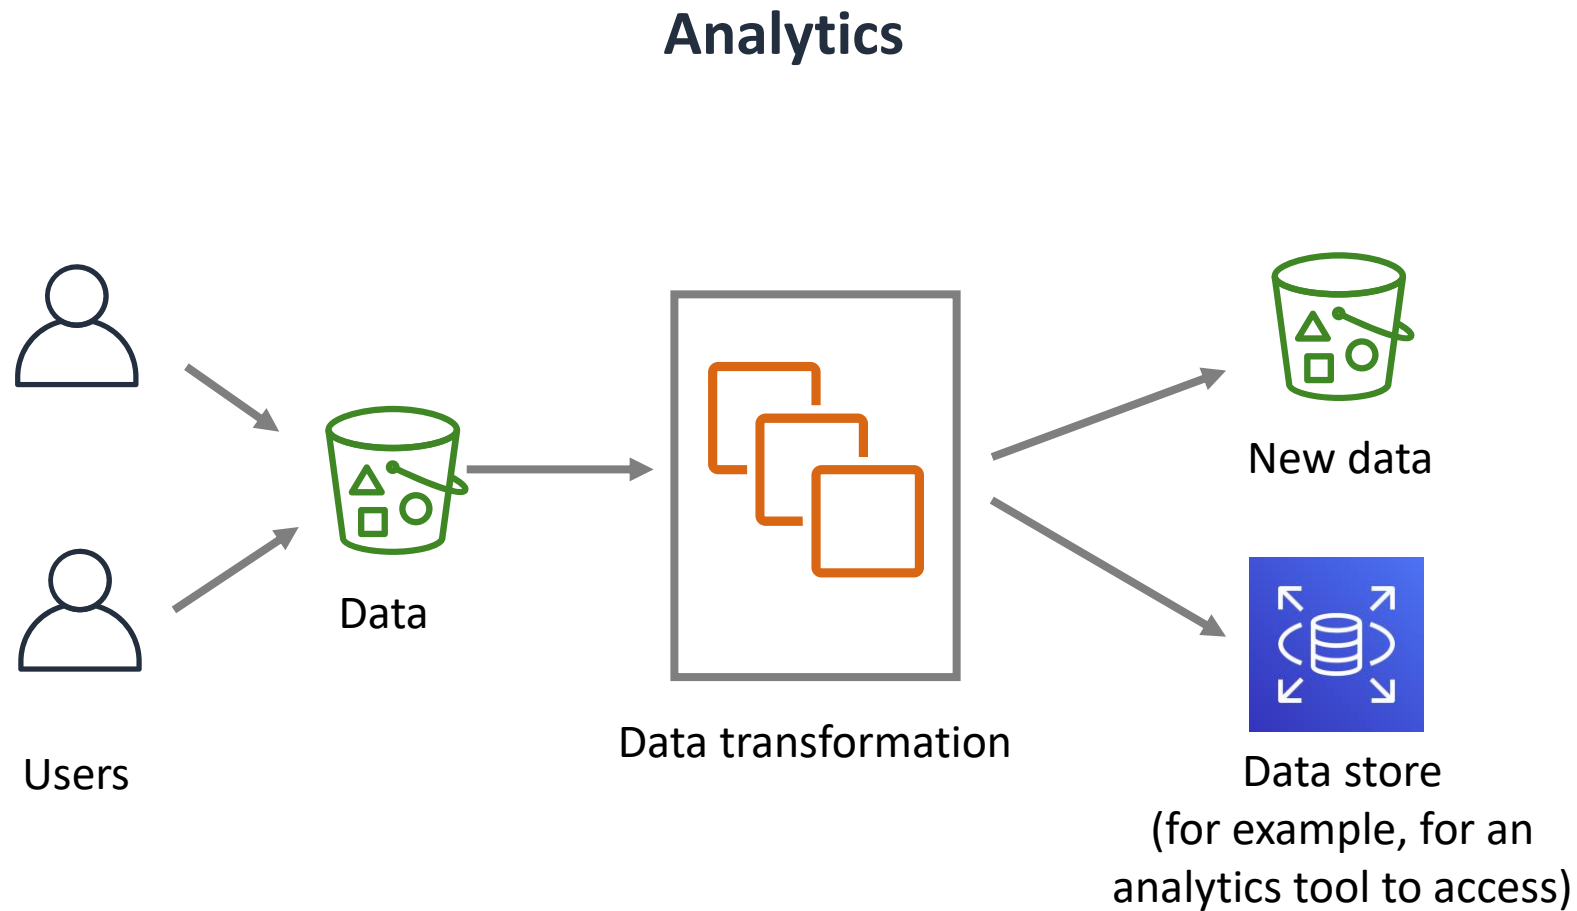 Analytics
Users
Data
Data transformation
New data
Data store
(for example, for an
analytics tool to access)